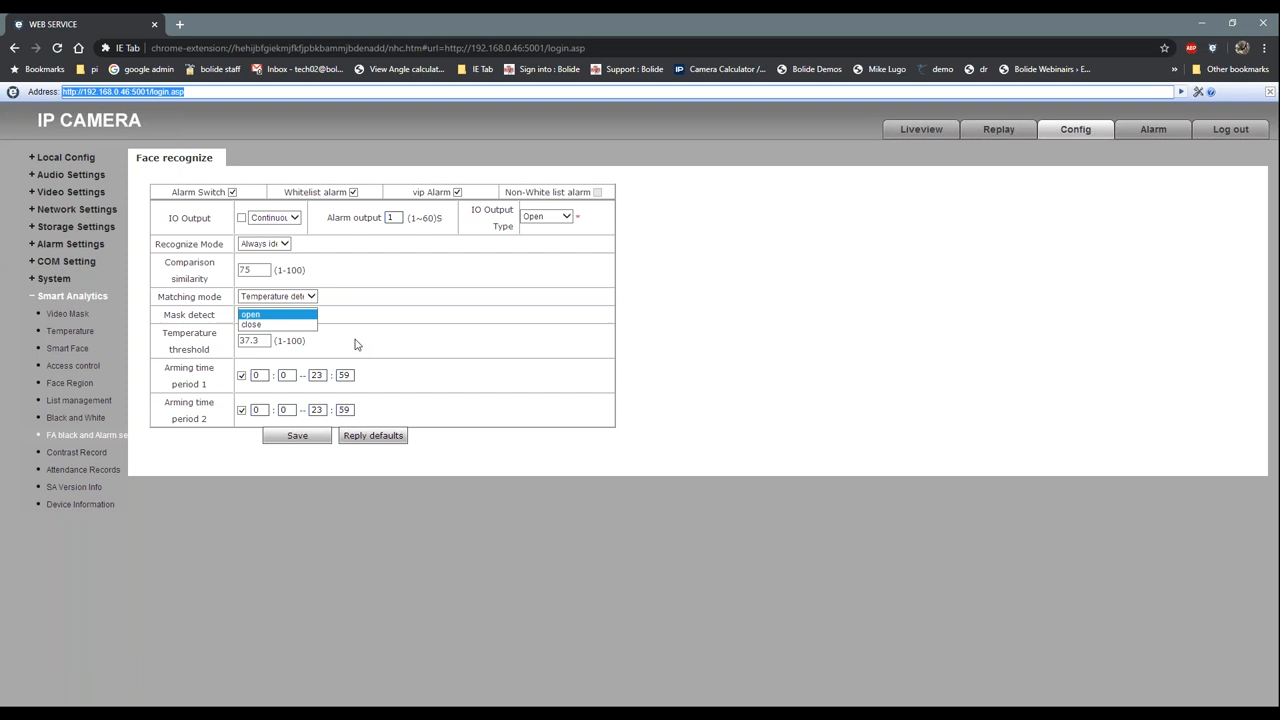 WEB SERVICE
IE Tab chrome-extension://hehijbfgiekmjfkfjpbkbammjbdenadd/nhc.htm#url=http://192.168.0.46:5001/login.asp
Bookmarks pi google admin bolide staff Inbox - tech02@bol... View Angle calculat... IE Tab Sign into : Bolide Support : Bolide Camera Calculator /... Bolide Demos Mike Lugo demo dr Bolide Webinairs › E... » Other bookmarks
Address: http://192.168.0.46:5001/login.asp
IP CAMERA
Liveview Replay Config Alarm Log out
+ Local Config
+ Audio Settings
+ Video Settings
+ Network Settings
+ Storage Settings
+ Alarm Settings
+ COM Setting
+ System
− Smart Analytics
Video Mask
Temperature
Smart Face
Access control
Face Region
List management
Black and White
FA black and Alarm se
Contrast Record
Attendance Records
SA Version Info
Device Information
Face recognize
Alarm Switch Whitelist alarm vip Alarm Non-White list alarm
IO Output Continuou Alarm output 1 (1~60)S IO Output Type Open *
Recognize Mode Always ide
Comparison similarity 75 (1-100)
Matching mode Temperature dete
Mask detect open
close
Temperature threshold 37.3 (1-100)
Arming time period 1 0 : 0 -- 23 : 59
Arming time period 2 0 : 0 -- 23 : 59
Save Reply defaults